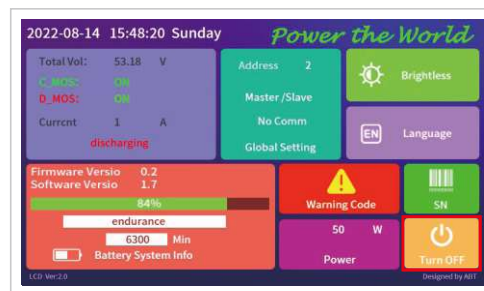 2022-08-14 15:48:20 Sunday
Power the World
Total Vol: 53.18 V
C_MOS: ON
D_MOS: ON
Current 1 A
discharging
Address 2
Master /Slave
No Comm
Global Setting
Brightless
EN
Language
Firmware Versio 0.2
Software Versio 1.7
84%
endurance
6300 Min
Battery System Info
Warning Code
SN
50 W
Power
Turn OFF
LCD Ver:2.0
Designed by ABT